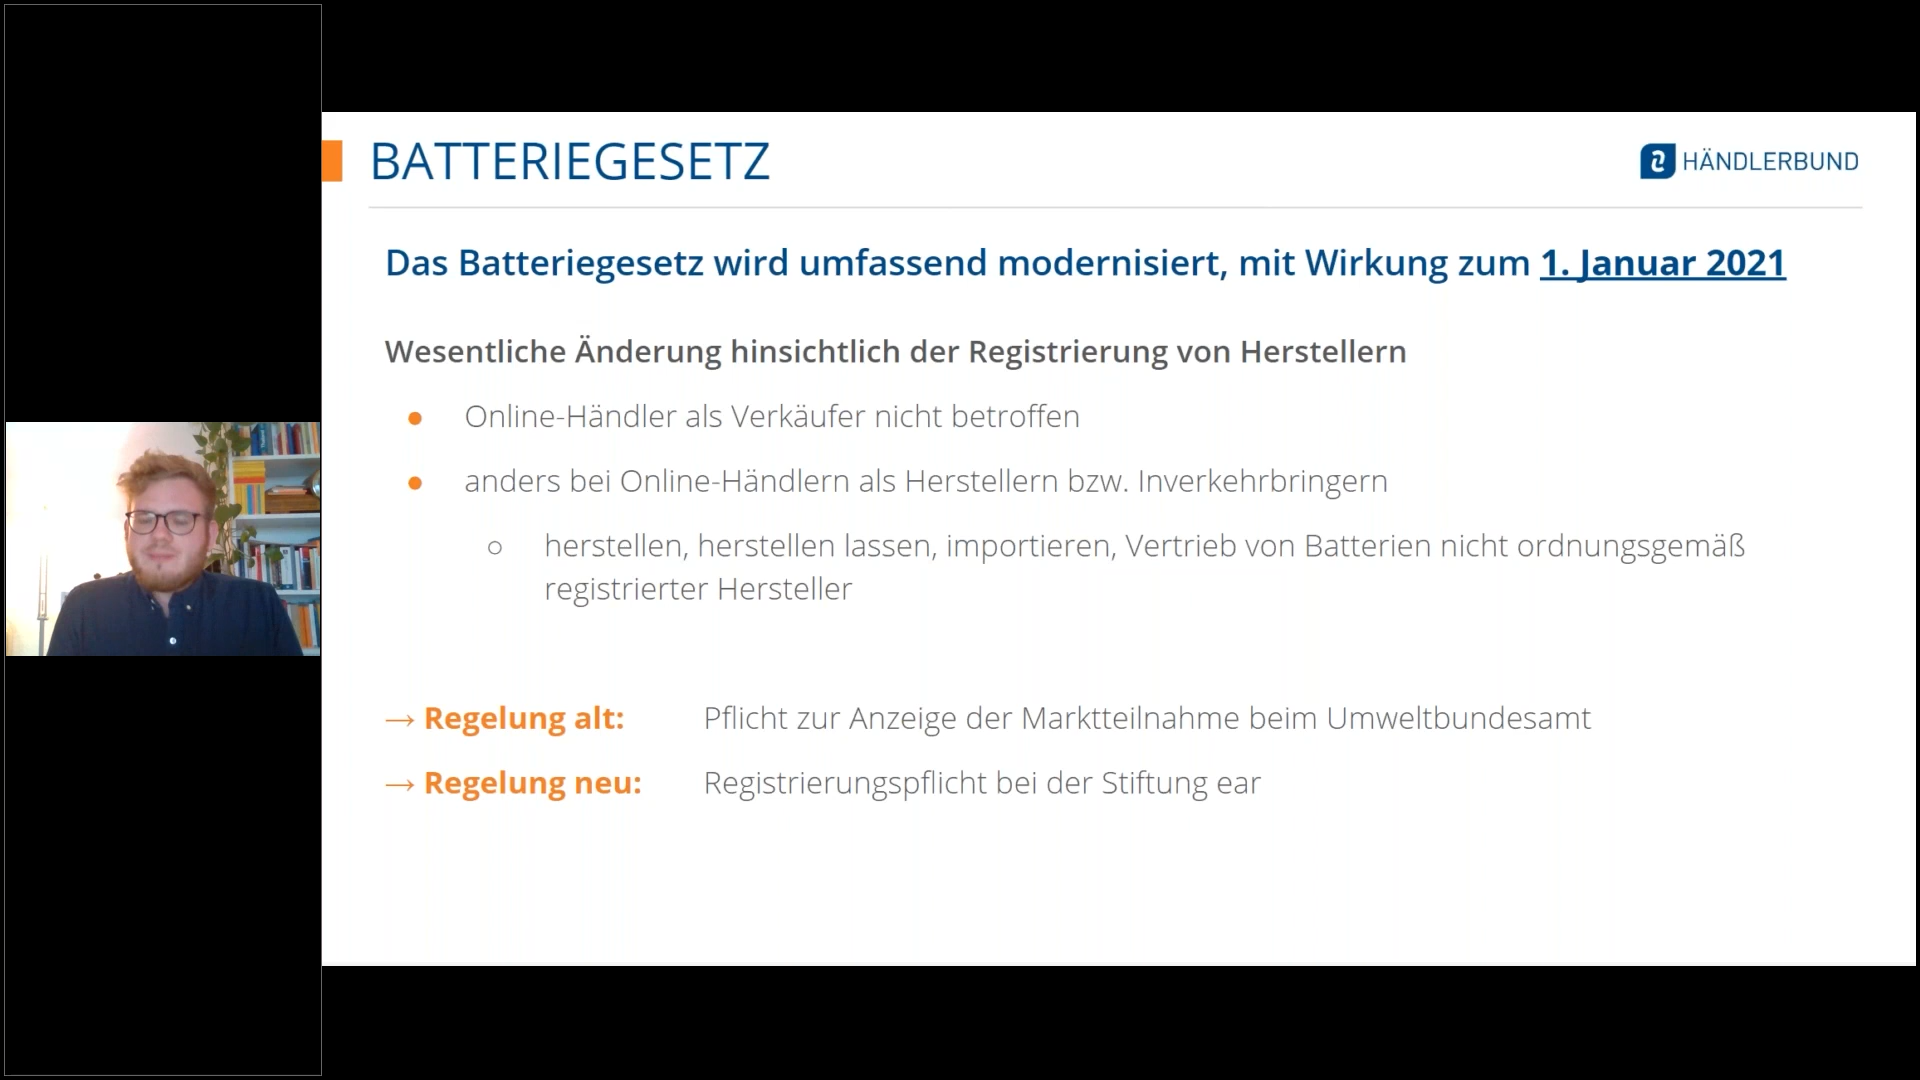 BATTERIEGESETZ
HÄNDLERBUND
Das Batteriegesetz wird umfassend modernisiert, mit Wirkung zum 1. Januar 2021
Wesentliche Änderung hinsichtlich der Registrierung von Herstellern
● Online-Händler als Verkäufer nicht betroffen
● anders bei Online-Händlern als Herstellern bzw. Inverkehrbringern
○ herstellen, herstellen lassen, importieren, Vertrieb von Batterien nicht ordnungsgemäß
registrierter Hersteller
→ Regelung alt: Pflicht zur Anzeige der Marktteilnahme beim Umweltbundesamt
→ Regelung neu: Registrierungspflicht bei der Stiftung ear